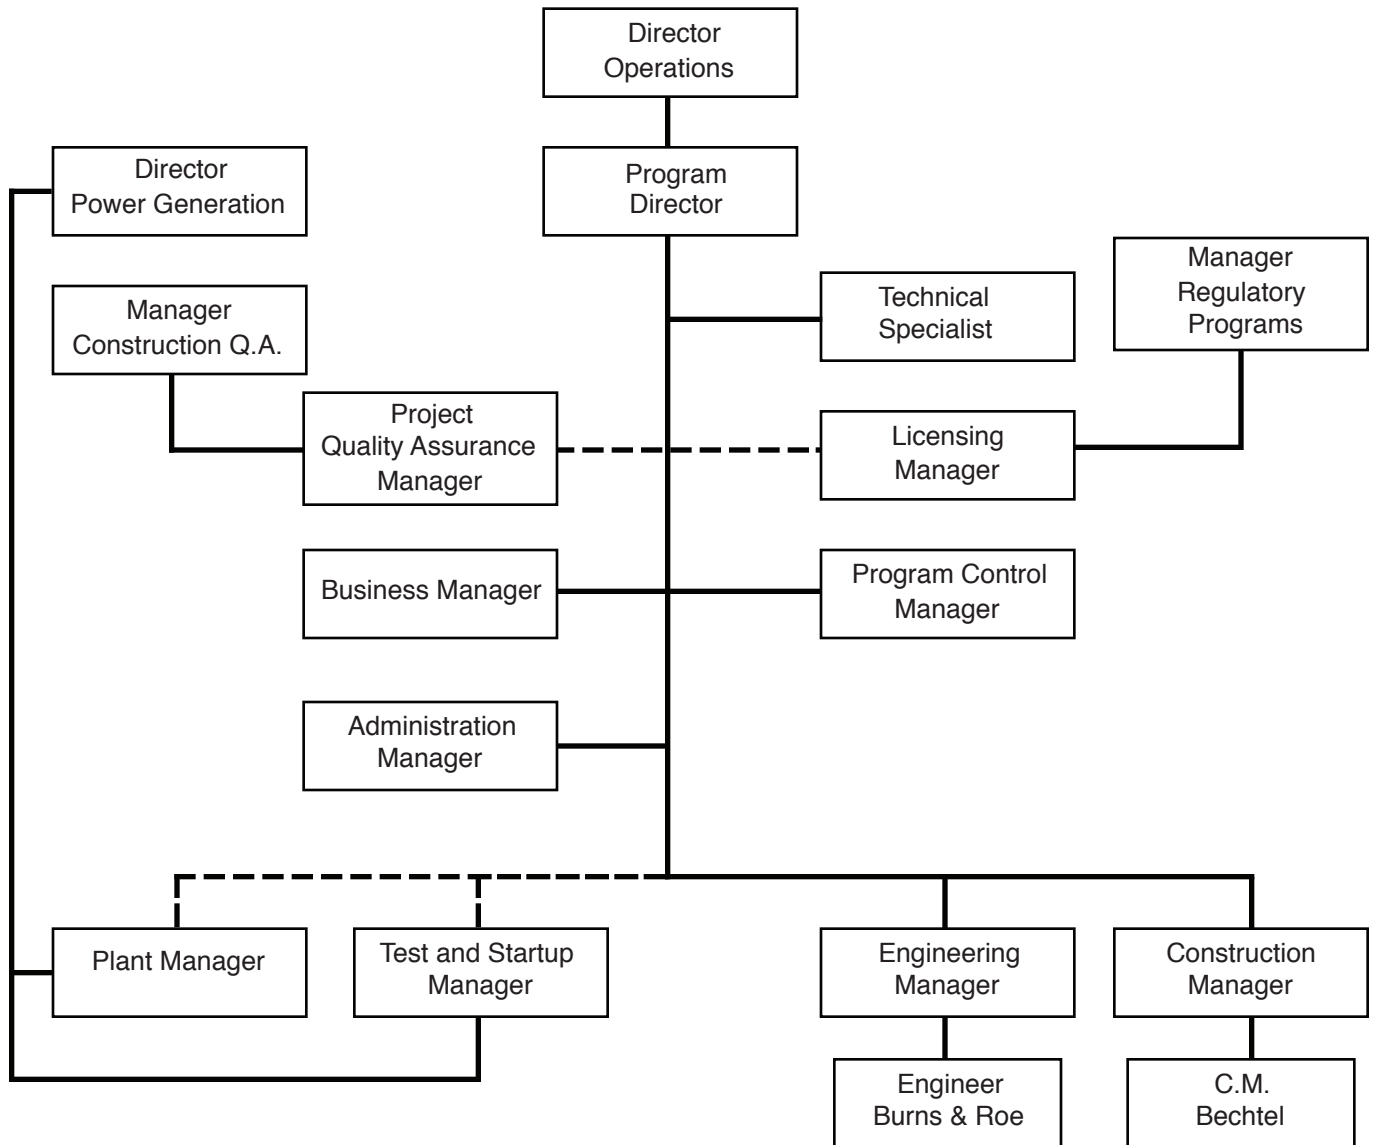 Director
Operations
Director
Power Generation
Program
Director
Manager
Regulatory
Programs
Technical
Specialist
Manager
Construction Q.A.
Project
Quality Assurance
Manager
Licensing
Manager
Business Manager
Program Control
Manager
Administration
Manager
Plant Manager
Test and Startup
Manager
Engineering
Manager
Construction
Manager
Engineer
Burns & Roe
C.M.
Bechtel